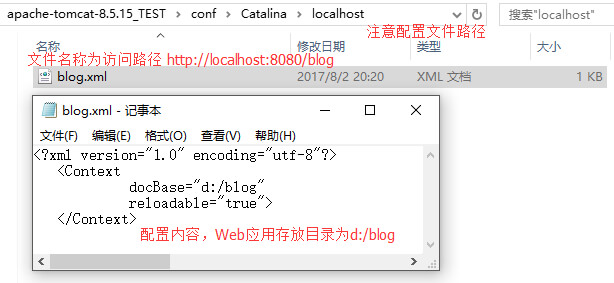 apache-tomcat-8.5.15_TEST > conf > Catalina > localhost
搜索"localhost"
注意配置文件路径
名称 修改日期 类型 大小
文件名称为访问路径 http://localhost:8080/blog
blog.xml 2017/8/2 20:20 XML 文档 1 KB
blog.xml - 记事本
文件(F) 编辑(E) 格式(O) 查看(V) 帮助(H)
<?xml version="1.0" encoding="utf-8"?>
<Context
docBase="d:/blog"
reloadable="true">
</Context>
配置内容，Web应用存放目录为d:/blog